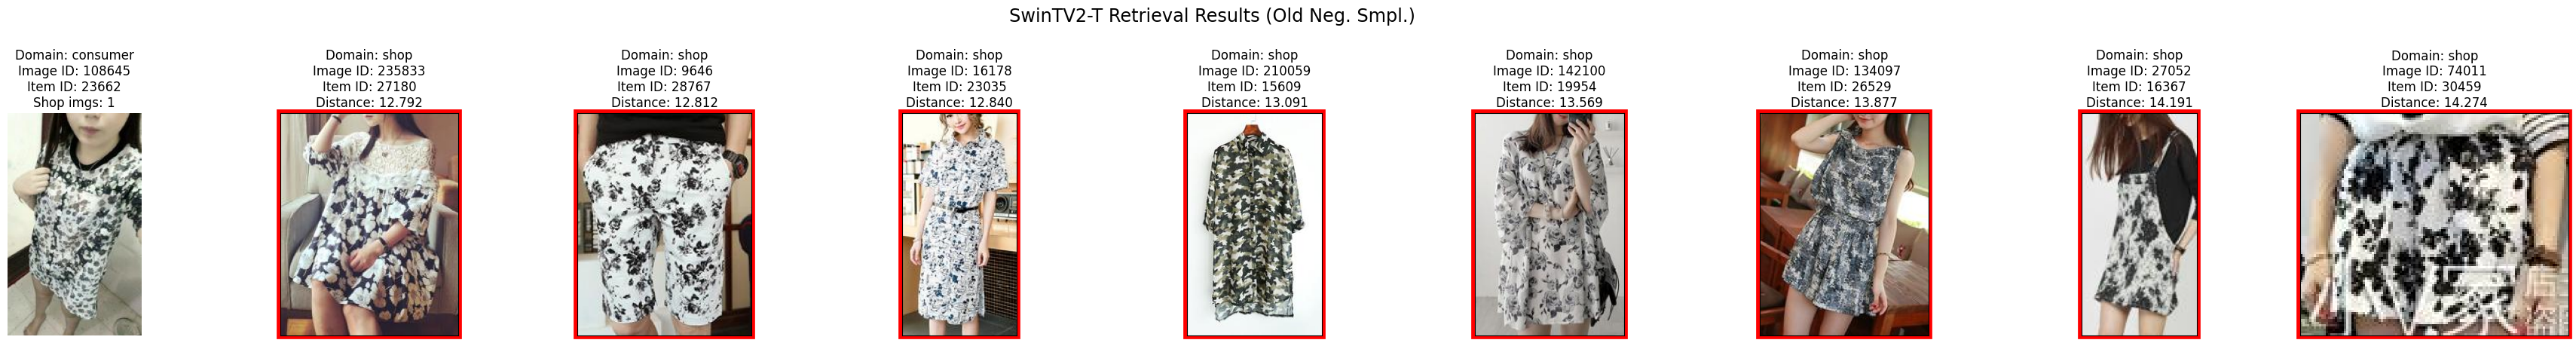 SwinTV2-T Retrieval Results (Old Neg. Smpl.)
Domain: consumer
Image ID: 108645
Item ID: 23662
Shop imgs: 1
Domain: shop
Image ID: 235833
Item ID: 27180
Distance: 12.792
Domain: shop
Image ID: 9646
Item ID: 28767
Distance: 12.812
Domain: shop
Image ID: 16178
Item ID: 23035
Distance: 12.840
Domain: shop
Image ID: 210059
Item ID: 15609
Distance: 13.091
Domain: shop
Image ID: 142100
Item ID: 19954
Distance: 13.569
Domain: shop
Image ID: 134097
Item ID: 26529
Distance: 13.877
Domain: shop
Image ID: 27052
Item ID: 16367
Distance: 14.191
Domain: shop
Image ID: 74011
Item ID: 30459
Distance: 14.274